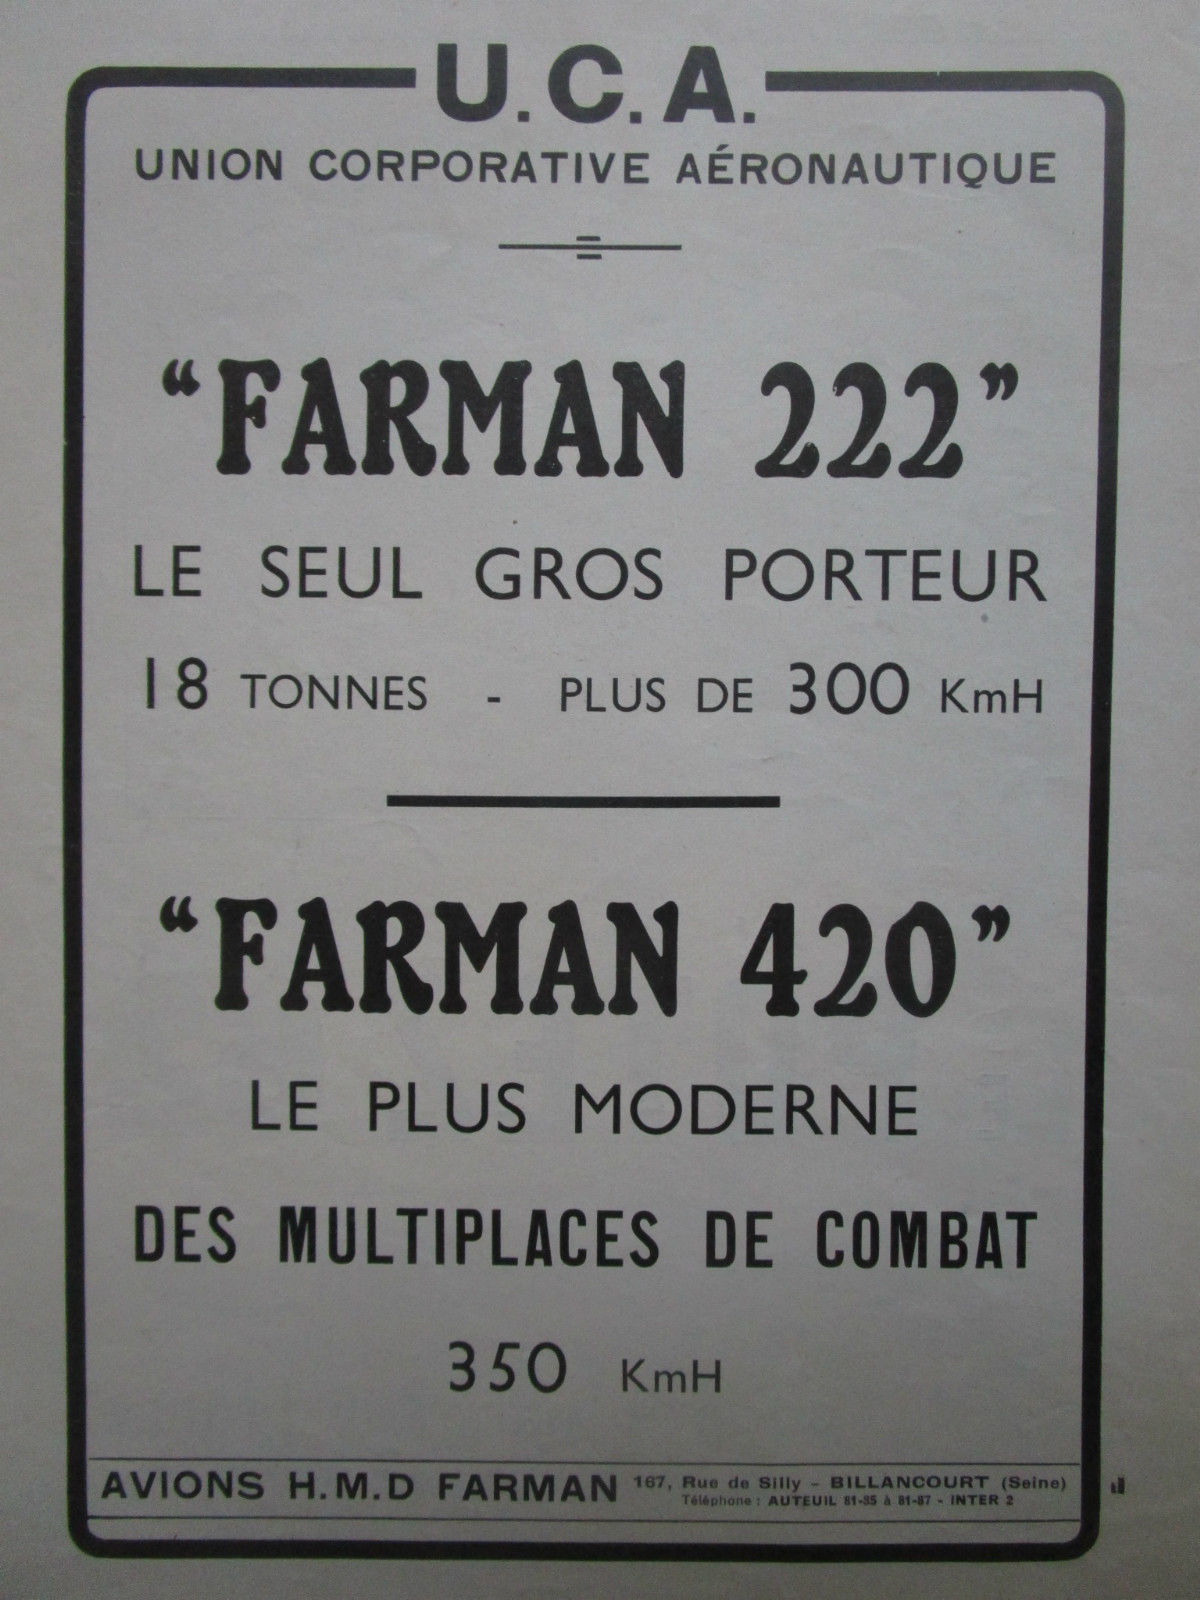 U.C.A.
UNION CORPORATIVE AÉRONAUTIQUE
“FARMAN 222”
LE SEUL GROS PORTEUR
18 TONNES - PLUS DE 300 KmH
“FARMAN 420”
LE PLUS MODERNE
DES MULTIPLACES DE COMBAT
350 KmH
AVIONS H.M.D FARMAN 167, Rue de Silly – BILLANCOURT (Seine)
Téléphone : AUTEUIL 81-85 à 81-87 - INTER 2